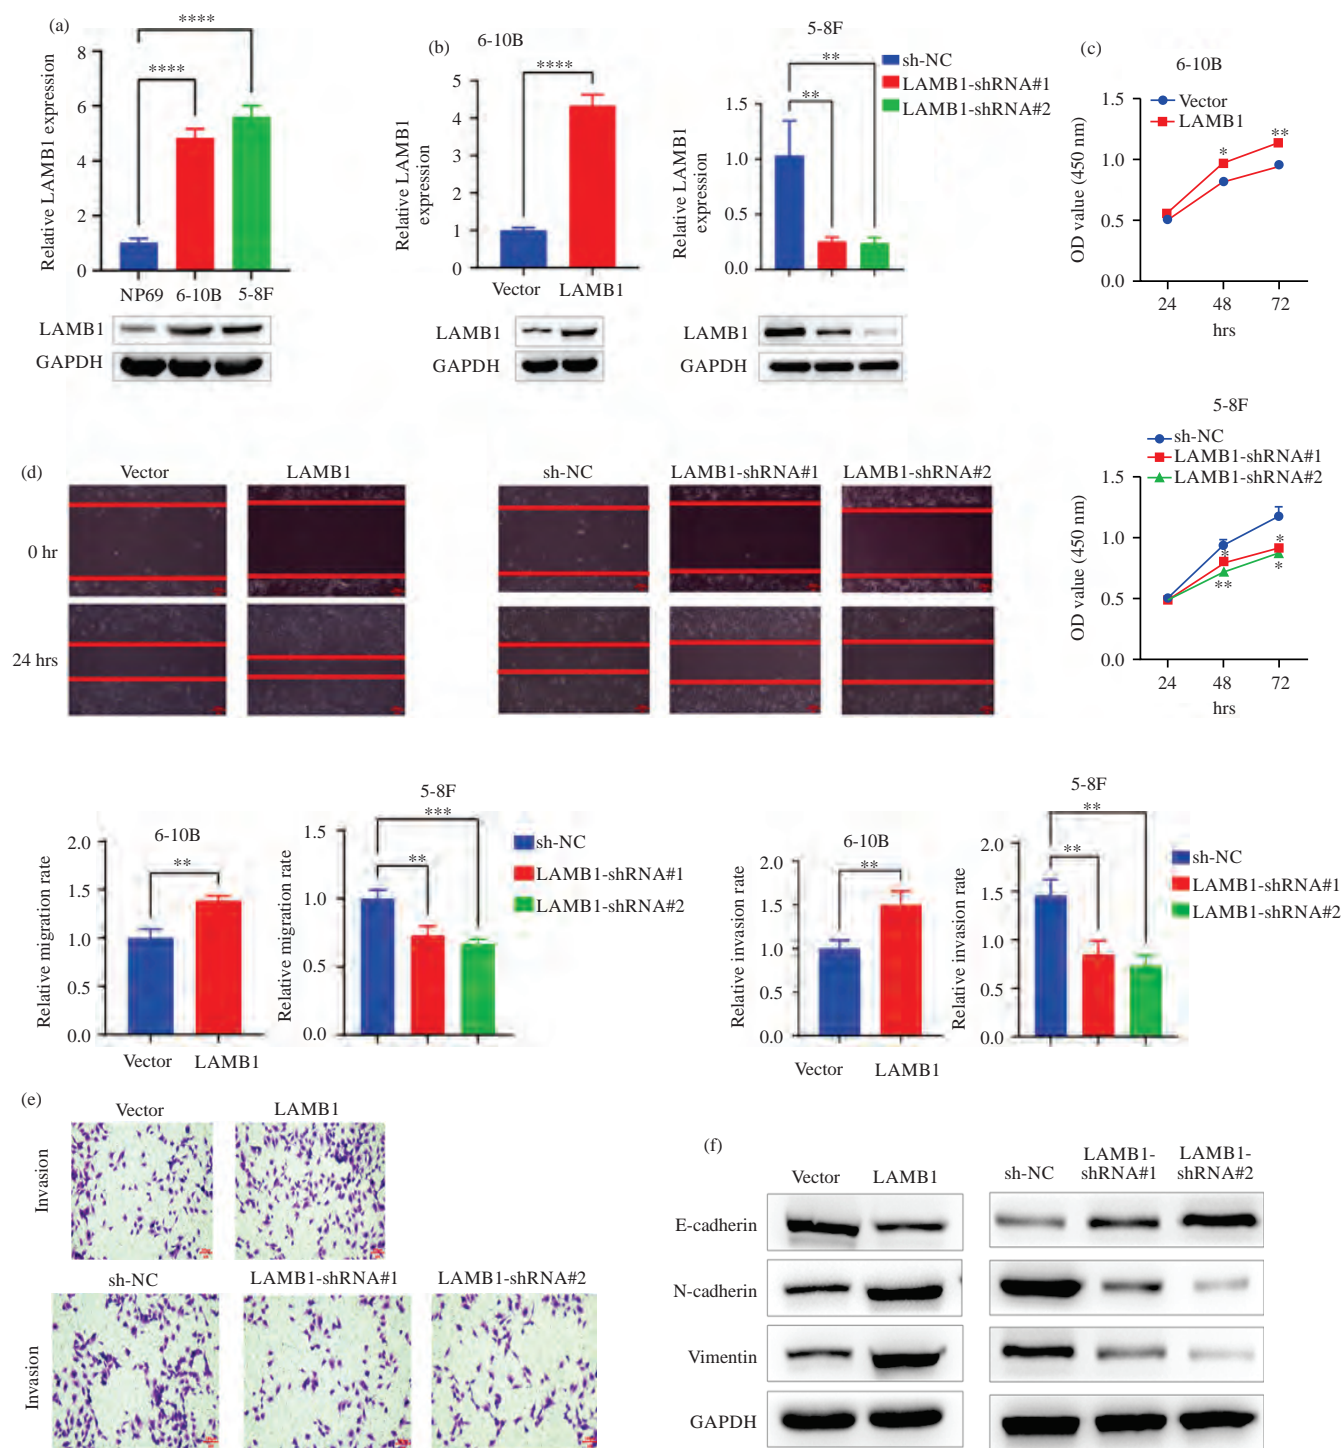 (a)
****
****
Relative LAMB1 expression
8
6
4
2
0
NP69 6-10B 5-8F
LAMB1
GAPDH
(b)
6-10B
****
Relative LAMB1
expression
5
4
3
2
1
0
Vector LAMB1
LAMB1
GAPDH
5-8F
sh-NC
LAMB1-shRNA#1
LAMB1-shRNA#2
**
**
Relative LAMB1
expression
1.5
1.0
0.5
0.0
LAMB1
GAPDH
(c)
6-10B
Vector
LAMB1
OD value (450 nm)
1.5
1.0
0.5
0.0
*
**
24 48 72
hrs
5-8F
sh-NC
LAMB1-shRNA#1
LAMB1-shRNA#2
OD value (450 nm)
1.5
1.0
0.5
0.0
*
**
*
*
24 48 72
hrs
(d)
Vector LAMB1 sh-NC LAMB1-shRNA#1 LAMB1-shRNA#2
0 hr
24 hrs
6-10B
**
Relative migration rate
2.0
1.5
1.0
0.5
0.0
Vector LAMB1
5-8F
***
**
Relative migration rate
1.5
1.0
0.5
0.0
sh-NC
LAMB1-shRNA#1
LAMB1-shRNA#2
6-10B
**
Relative invasion rate
2.0
1.5
1.0
0.5
0.0
Vector LAMB1
5-8F
**
**
Relative invasion rate
2.0
1.5
1.0
0.5
0.0
sh-NC
LAMB1-shRNA#1
LAMB1-shRNA#2
(e)
Vector LAMB1
Invasion
sh-NC LAMB1-shRNA#1 LAMB1-shRNA#2
Invasion
(f)
Vector LAMB1 sh-NC LAMB1-
shRNA#1 LAMB1-
shRNA#2
E-cadherin
N-cadherin
Vimentin
GAPDH